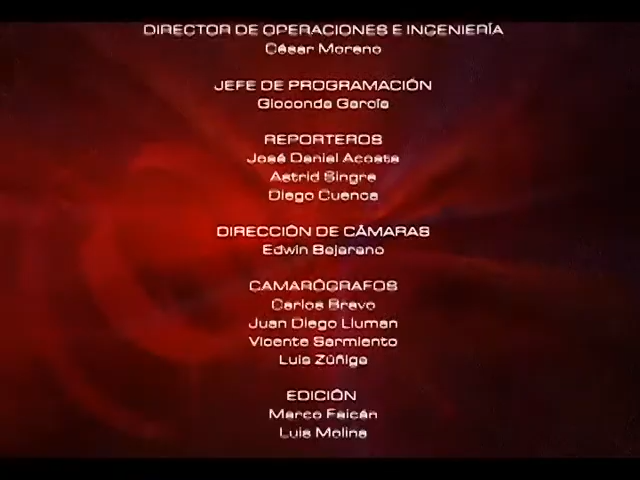 DIRECTOR DE OPERACIONES E INGENIERÍA
César Moreno
JEFE DE PROGRAMACIÓN
Gioconda García
REPORTEROS
José Daniel Acosta
Astrid Singre
Diego Cuenca
DIRECCIÓN DE CÁMARAS
Edwin Bejarano
CAMARÓGRAFOS
Carlos Bravo
Juan Diego Lluman
Vicente Sarmiento
Luis Zúñiga
EDICIÓN
Marco Faicán
Luis Molina